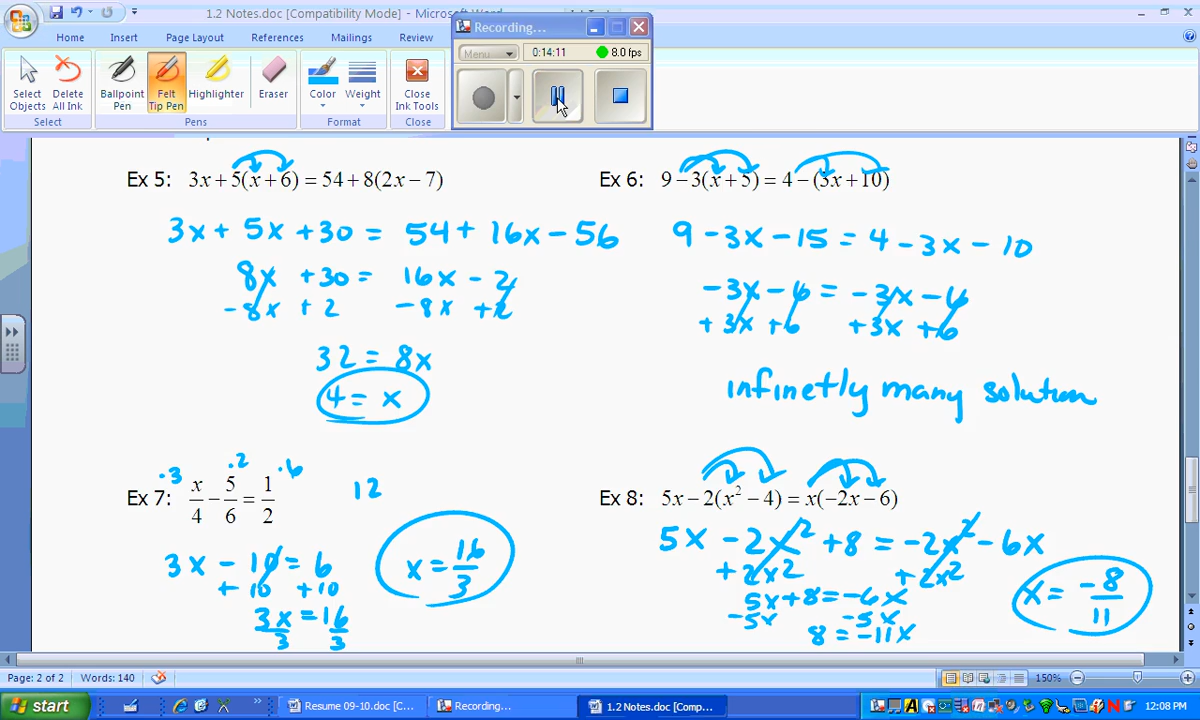 1.2 Notes.doc [Compatibility Mode] - Microsoft Word
Home Insert Page Layout References Mailings Review
Recording...
Menu 0:14:11 8.0 fps
Select Objects Delete All Ink Ballpoint Pen Felt Tip Pen Highlighter Eraser Color Weight Close Ink Tools
Select Pens Format Close
Ex 5: 3x + 5(x + 6) = 54 + 8(2x − 7)
3x + 5x + 30 = 54 + 16x − 56
8x + 30 = 16x − 2
−8x + 2 −8x + 2
32 = 8x
4 = x
Ex 6: 9 − 3(x + 5) = 4 − (3x + 10)
9 − 3x − 15 = 4 − 3x − 10
−3x − 6 = −3x − 6
+3x +6 +3x +6
infinetly many solution
Ex 7: x/4 − 5/6 = 1/2
·3 ·2 ·6 12
3x − 10 = 6
+10 +10
3x/3 = 16/3
x = 16/3
Ex 8: 5x − 2(x² − 4) = x(−2x − 6)
5x − 2x² + 8 = −2x² − 6x
+2x² +2x²
5x + 8 = −6x
−5x −5x
8 = −11x
x = −8/11
Page: 2 of 2 Words: 140 150%
start Resume 09-10.doc [C... Recording... 1.2 Notes.doc [Comp... 12:08 PM